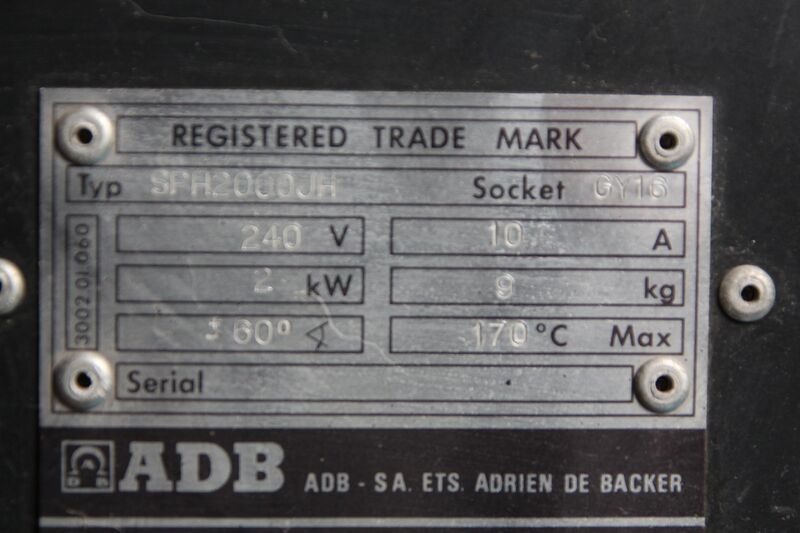 REGISTERED TRADE MARK
Typ SPH2000JH Socket GY16
3002.01.060
240 V 10 A
2 kW 9 kg
± 60° ∢ 170 °C Max
Serial
ADB ADB - SA. ETS. ADRIEN DE BACKER